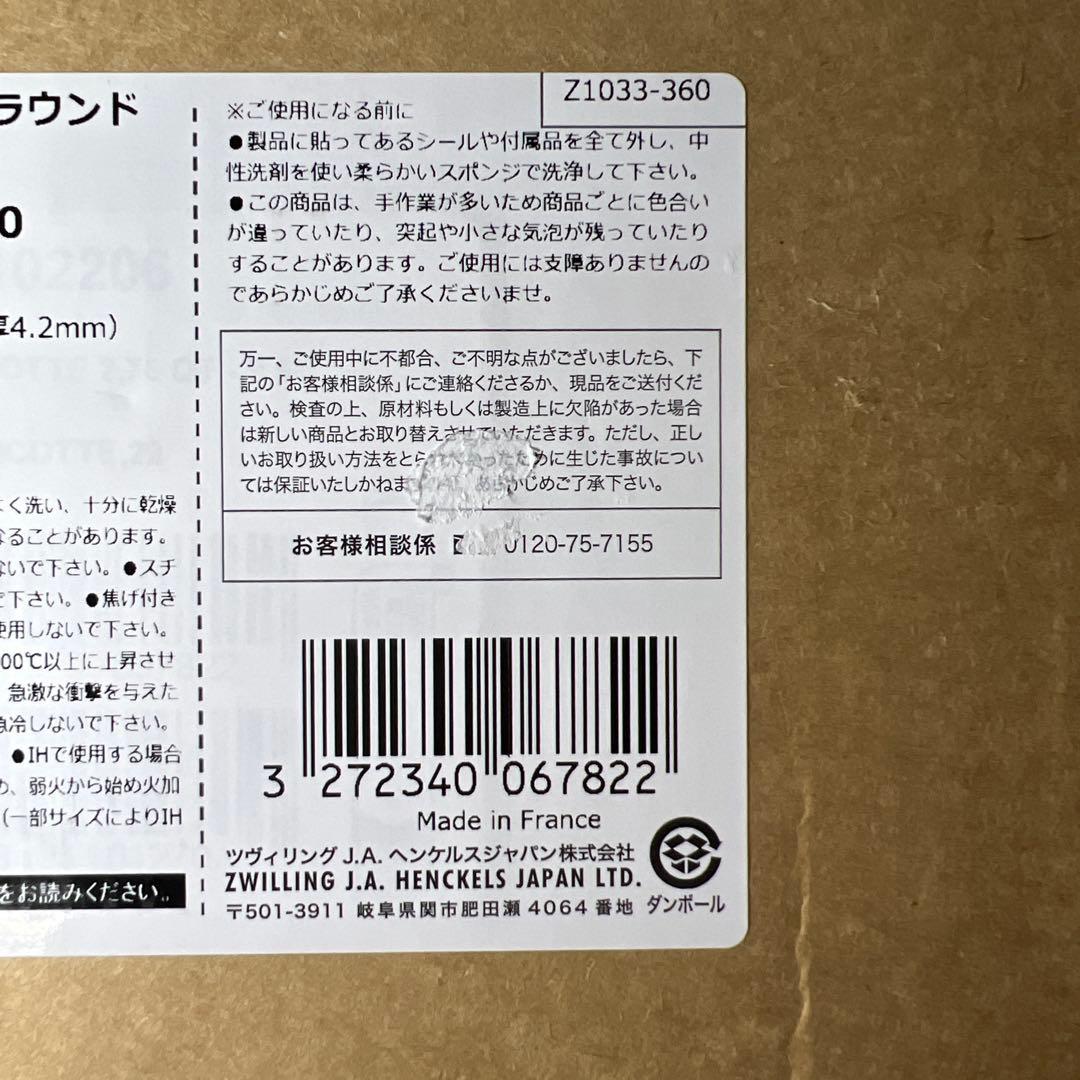 ラウンド
0
102206
4.2mm）
く洗い、十分に乾燥
なることがあります。
ないで下さい。●スチ
で下さい。●焦げ付き
使用しないで下さい。
00℃以上に上昇させ
急激な衝撃を与えた
急冷しないで下さい。
●IHで使用する場合
め、弱火から始め火加
（一部サイズによりIH
をお読みください。
Z1033-360
※ご使用になる前に
●製品に貼ってあるシールや付属品を全て外し、中
性洗剤を使い柔らかいスポンジで洗浄して下さい。
●この商品は、手作業が多いため商品ごとに色合い
が違っていたり、突起や小さな気泡が残っていたり
することがあります。ご使用には支障ありませんの
であらかじめご了承くださいませ。
万一、ご使用中に不都合、ご不明な点がございましたら、下
記の「お客様相談係」にご連絡くださるか、現品をご送付くだ
さい。検査の上、原材料もしくは製造上に欠陥があった場合
は新しい商品とお取り替えさせていただきます。ただし、正し
いお取り扱い方法をとられなかったために生じた事故につい
ては保証いたしかねま あらかじめご了承下さい。
お客様相談係 0120-75-7155
3 272340 067822
Made in France
ツヴィリング J.A. ヘンケルスジャパン株式会社
ZWILLING J.A. HENCKELS JAPAN LTD.
〒501-3911 岐阜県関市肥田瀬 4064 番地 ダンボール